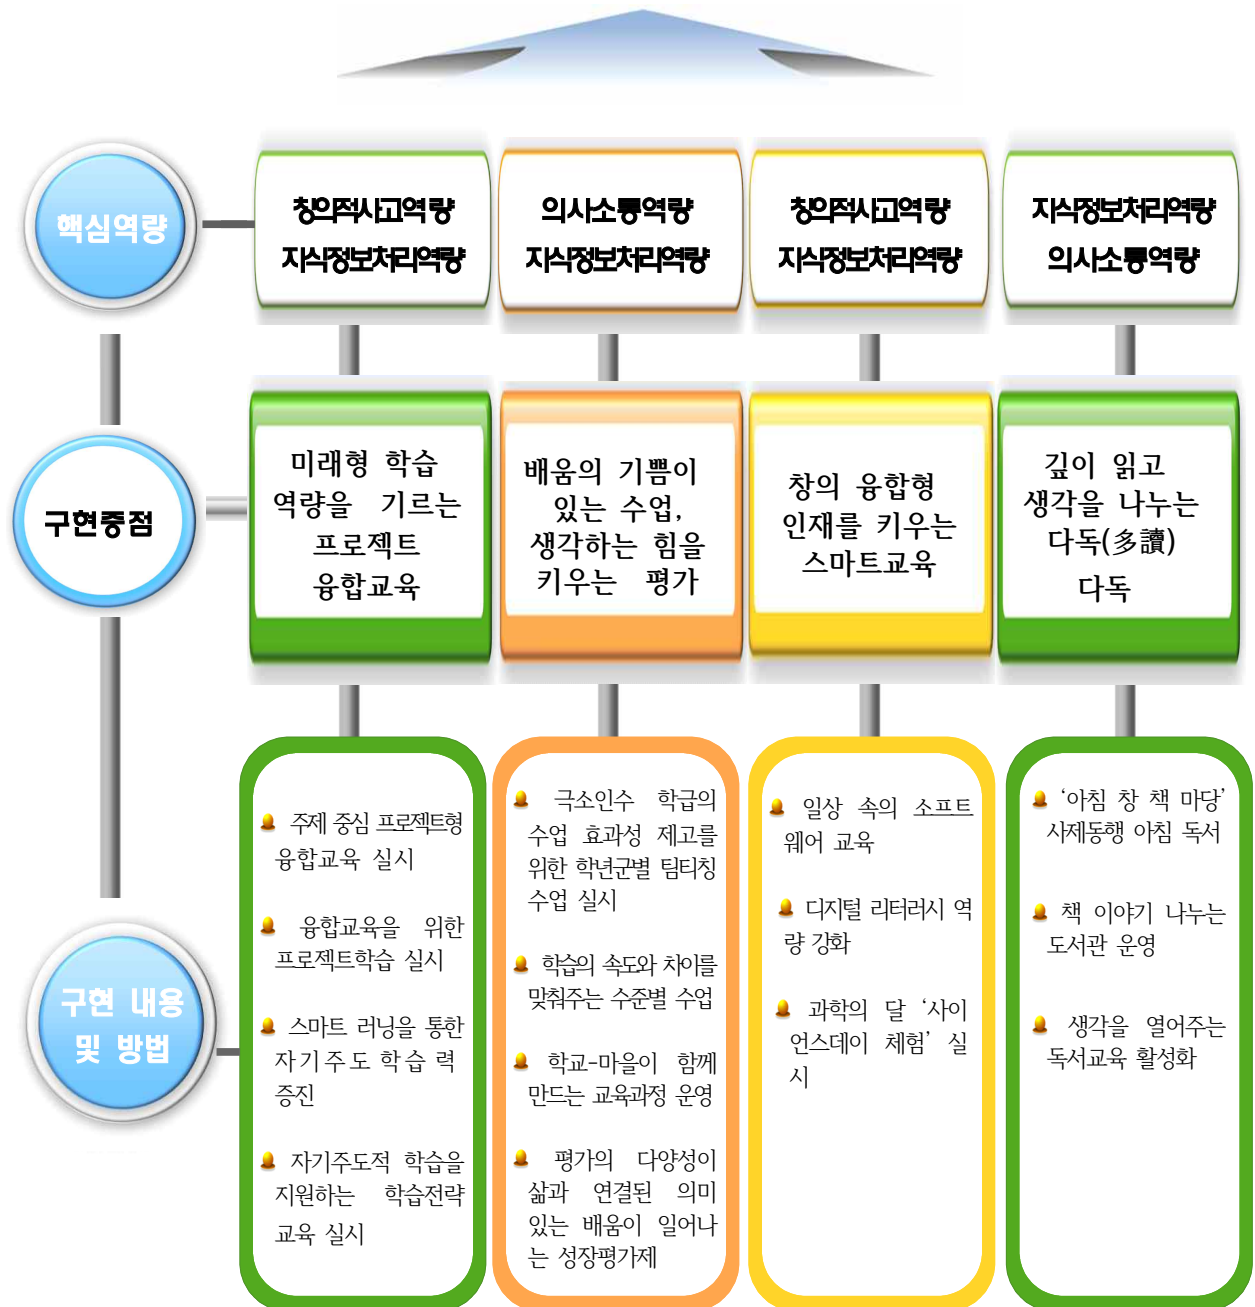 핵심역량
창의적사고역량
지식정보처리역량
의사소통역량
지식정보처리역량
창의적사고역량
지식정보처리역량
지식정보처리역량
의사소통역량
구현중점
미래형 학습
역량을 기르는
프로젝트
융합교육
배움의 기쁨이
있는 수업,
생각하는 힘을
키우는 평가
창의 융합형
인재를 키우는
스마트교육
깊이 읽고
생각을 나누는
다독(多讀)
다독
구현 내용
및 방법
주제 중심 프로젝트형
융합교육 실시
융합교육을 위한
프로젝트학습 실시
스마트 러닝을 통한
자기주도 학습력
증진
자기주도적 학습을
지원하는 학습전략
교육 실시
극소인수 학급의
수업 효과성 제고를
위한 학년군별 팀티칭
수업 실시
학습의 속도와 차이를
맞춰주는 수준별 수업
학교-마을이 함께
만드는 교육과정 운영
평가의 다양성이
삶과 연결된 의미
있는 배움이 일어나
는 성장평가제
일상 속의 소프트
웨어 교육
디지털 리터러시 역
량 강화
과학의 달 ‘사이
언스데이 체험’ 실
시
‘아침 창 책 마당’
사제동행 아침 독서
책 이야기 나누는
도서관 운영
생각을 열어주는
독서교육 활성화